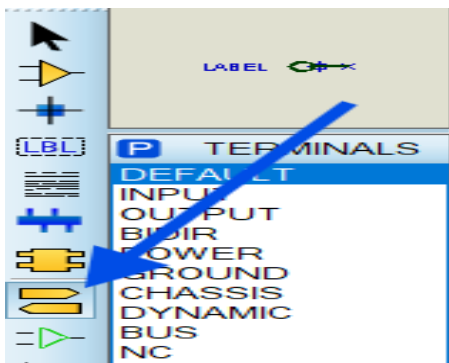 LABEL
LBL
P TERMINALS
DEFAULT
INPUT
OUTPUT
BIDIR
POWER
GROUND
CHASSIS
DYNAMIC
BUS
NC